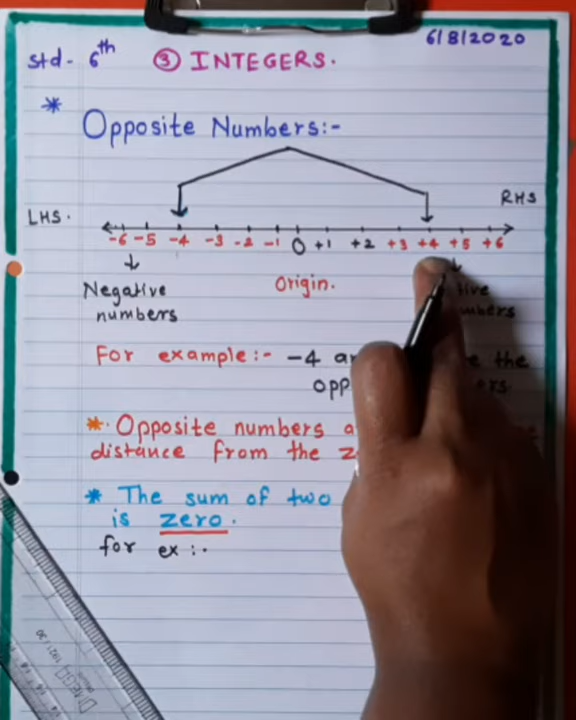 6/8/2020
std - 6th ③ INTEGERS.
* Opposite Numbers:-
LHS. RHS
-6 -5 -4 -3 -2 -1 0 +1 +2 +3 +4 +5 +6
Negative
numbers
Origin.
For example:- -4 the
* Opposite numbers
distance from the
* The sum of two
is zero.
for ex :-